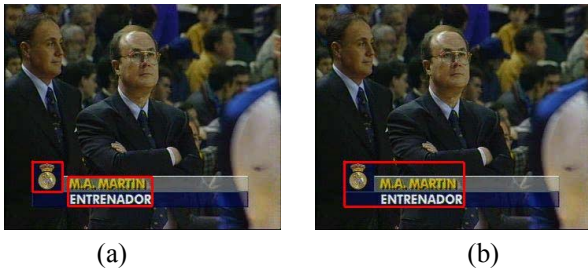 M.A. MARTIN
ENTRENADOR
M.A. MARTIN
ENTRENADOR
(a)
(b)